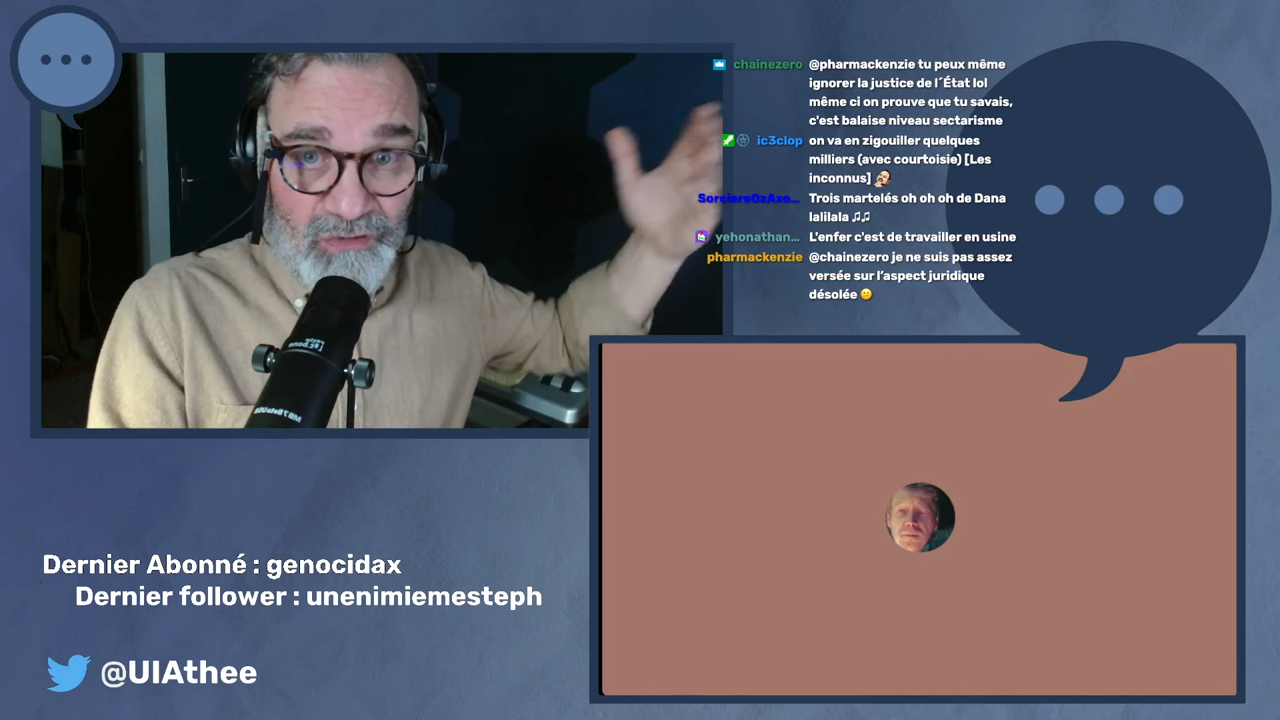 chainezero @pharmackenzie tu peux même
ignorer la justice de l´État lol
même ci on prouve que tu savais,
c'est balaise niveau sectarisme
ic3clop on va en zigouiller quelques
milliers (avec courtoisie) [Les
inconnus]
SorciereOzAxo... Trois martelés oh oh oh de Dana
lalilala ♫♫
yehonathan... L'enfer c'est de travailler en usine
pharmackenzie @chainezero je ne suis pas assez
versée sur l’aspect juridique
désolée 🙁
Dernier Abonné : genocidax
Dernier follower : unenimiemesteph
@UIAthee